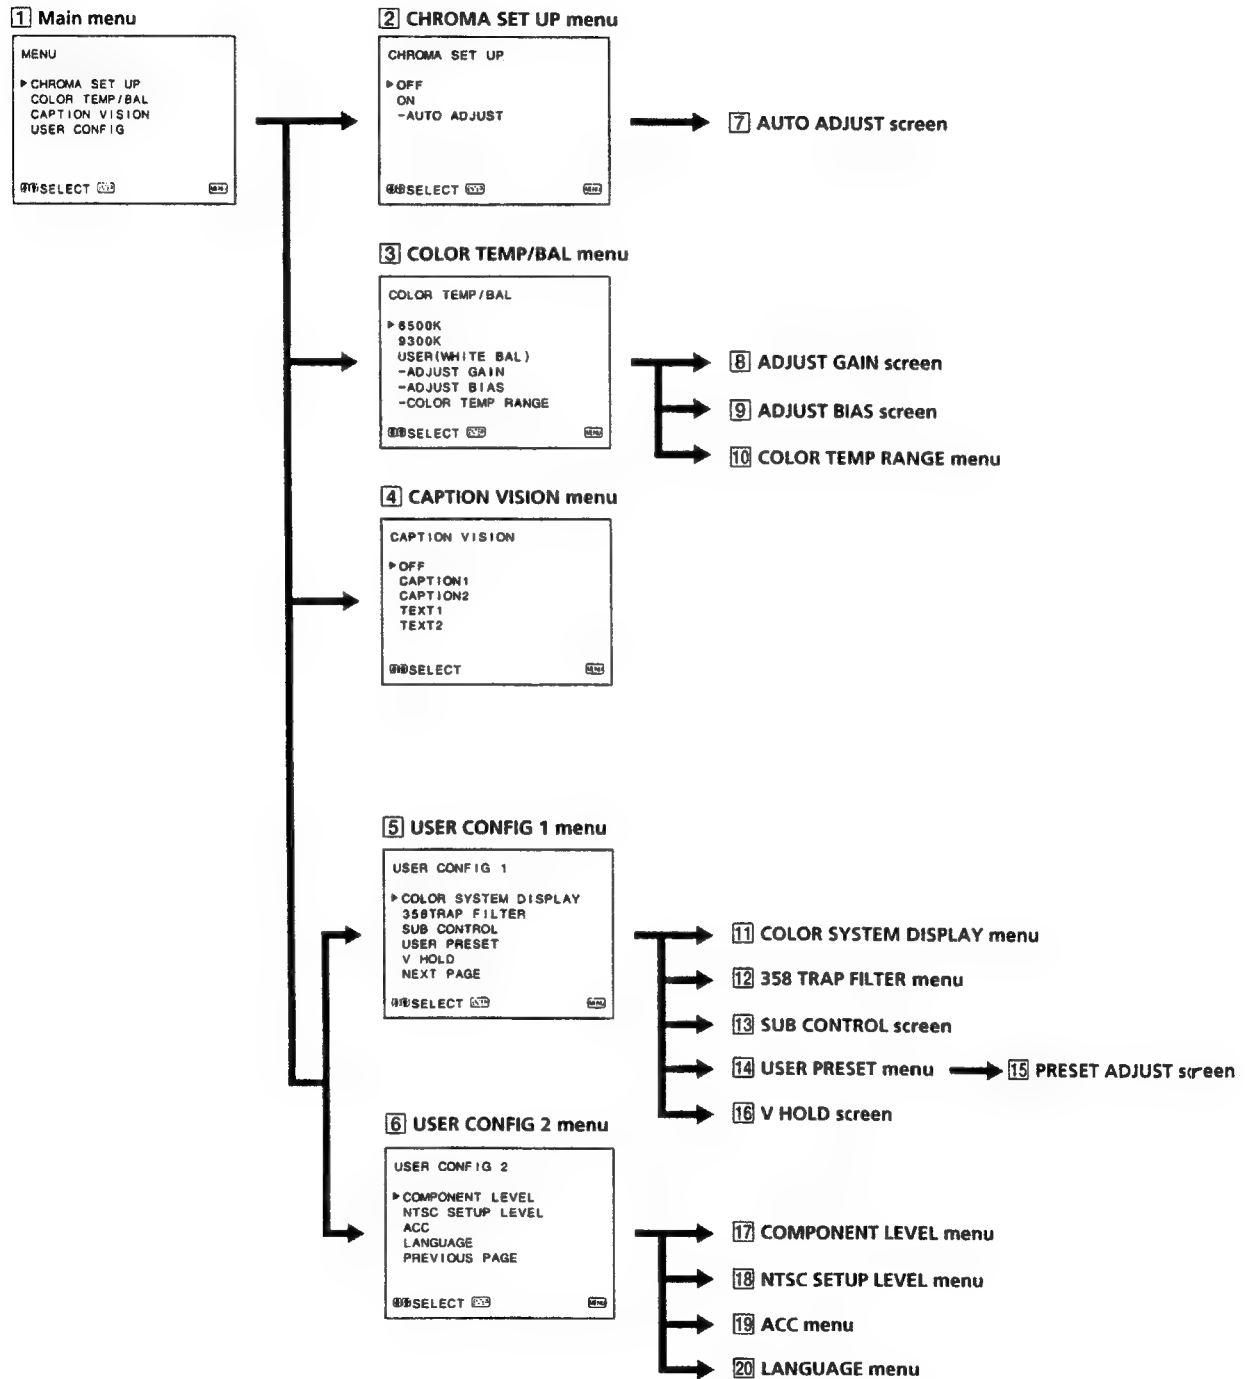 1 Main menu
MENU
CHROMA SET UP
COLOR TEMP/BAL
CAPTION VISION
USER CONFIG
SELECT
MENU
2 CHROMA SET UP menu
CHROMA SET UP
OFF
ON
-AUTO ADJUST
SELECT
MENU
7 AUTO ADJUST screen
3 COLOR TEMP/BAL menu
COLOR TEMP/BAL
6500K
9300K
USER(WHITE BAL)
-ADJUST GAIN
-ADJUST BIAS
-COLOR TEMP RANGE
SELECT
MENU
8 ADJUST GAIN screen
9 ADJUST BIAS screen
10 COLOR TEMP RANGE menu
4 CAPTION VISION menu
CAPTION VISION
OFF
CAPTION1
CAPTION2
TEXT1
TEXT2
SELECT
MENU
5 USER CONFIG 1 menu
USER CONFIG 1
COLOR SYSTEM DISPLAY
358TRAP FILTER
SUB CONTROL
USER PRESET
V HOLD
NEXT PAGE
SELECT
MENU
11 COLOR SYSTEM DISPLAY menu
12 358 TRAP FILTER menu
13 SUB CONTROL screen
14 USER PRESET menu
15 PRESET ADJUST screen
16 V HOLD screen
6 USER CONFIG 2 menu
USER CONFIG 2
COMPONENT LEVEL
NTSC SETUP LEVEL
ACC
LANGUAGE
PREVIOUS PAGE
SELECT
MENU
17 COMPONENT LEVEL menu
18 NTSC SETUP LEVEL menu
19 ACC menu
20 LANGUAGE menu